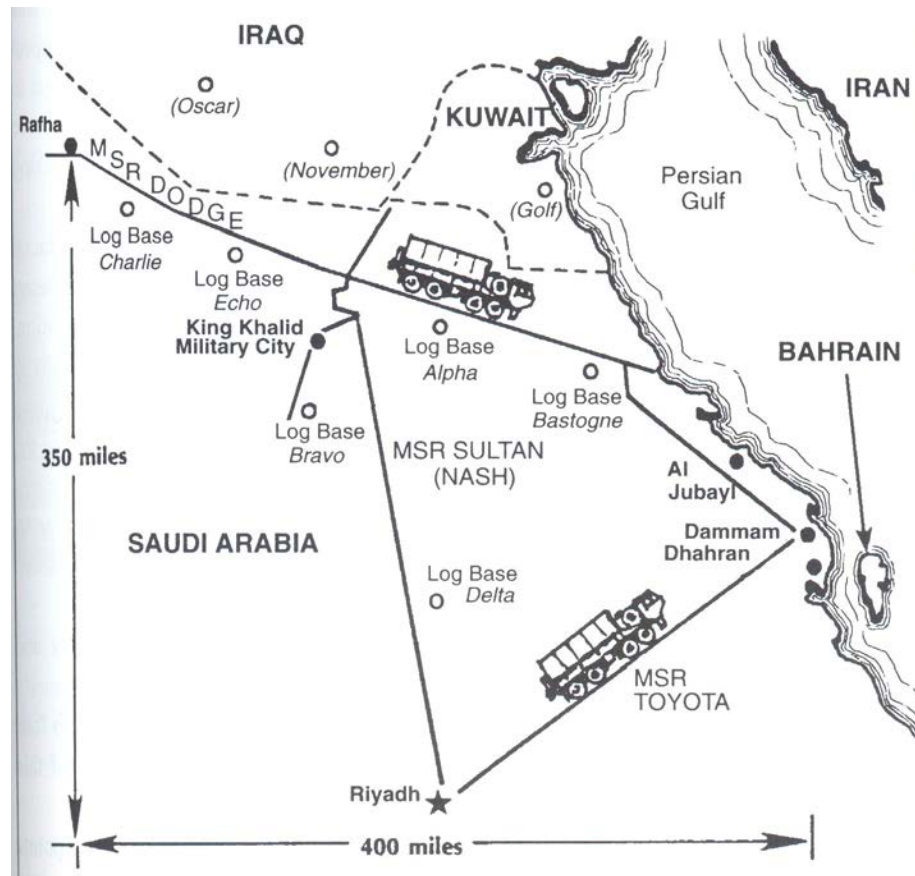 IRAQ
IRAN
(Oscar)
KUWAIT
Rafha
MSR DODGE
(November)
(Golf)
Persian
Gulf
Log Base
Charlie
Log Base
Echo
King Khalid
Military City
Log Base
Alpha
BAHRAIN
Log Base
Bastogne
Log Base
Bravo
MSR SULTAN
(NASH)
350 miles
Al
Jubayl
SAUDI ARABIA
Dammam
Dhahran
Log Base
Delta
MSR
TOYOTA
Riyadh
400 miles